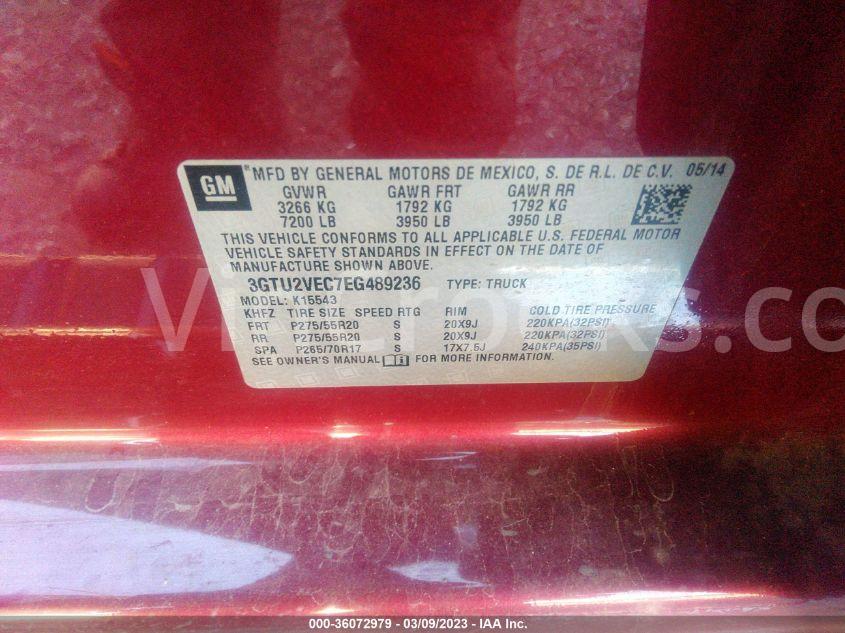 GM MFD BY GENERAL MOTORS DE MEXICO, S. DE R.L. DE C.V. 05/14
GVWR GAWR FRT GAWR RR
3266 KG 1792 KG 1792 KG
7200 LB 3950 LB 3950 LB
THIS VEHICLE CONFORMS TO ALL APPLICABLE U.S. FEDERAL MOTOR
VEHICLE SAFETY STANDARDS IN EFFECT ON THE DATE OF
MANUFACTURE SHOWN ABOVE.
3GTU2VEC7EG489236 TYPE: TRUCK
MODEL: K15543
KHFZ TIRE SIZE SPEED RTG RIM COLD TIRE PRESSURE
FRT P275/55R20 S 20X9J 220KPA(32PSI)
RR P275/55R20 S 20X9J 220KPA(32PSI)
SPA P265/70R17 S 17X7.5J 240KPA(35PSI)
SEE OWNER'S MANUAL FOR MORE INFORMATION.
000-36072979 - 03/09/2023 - IAA Inc.